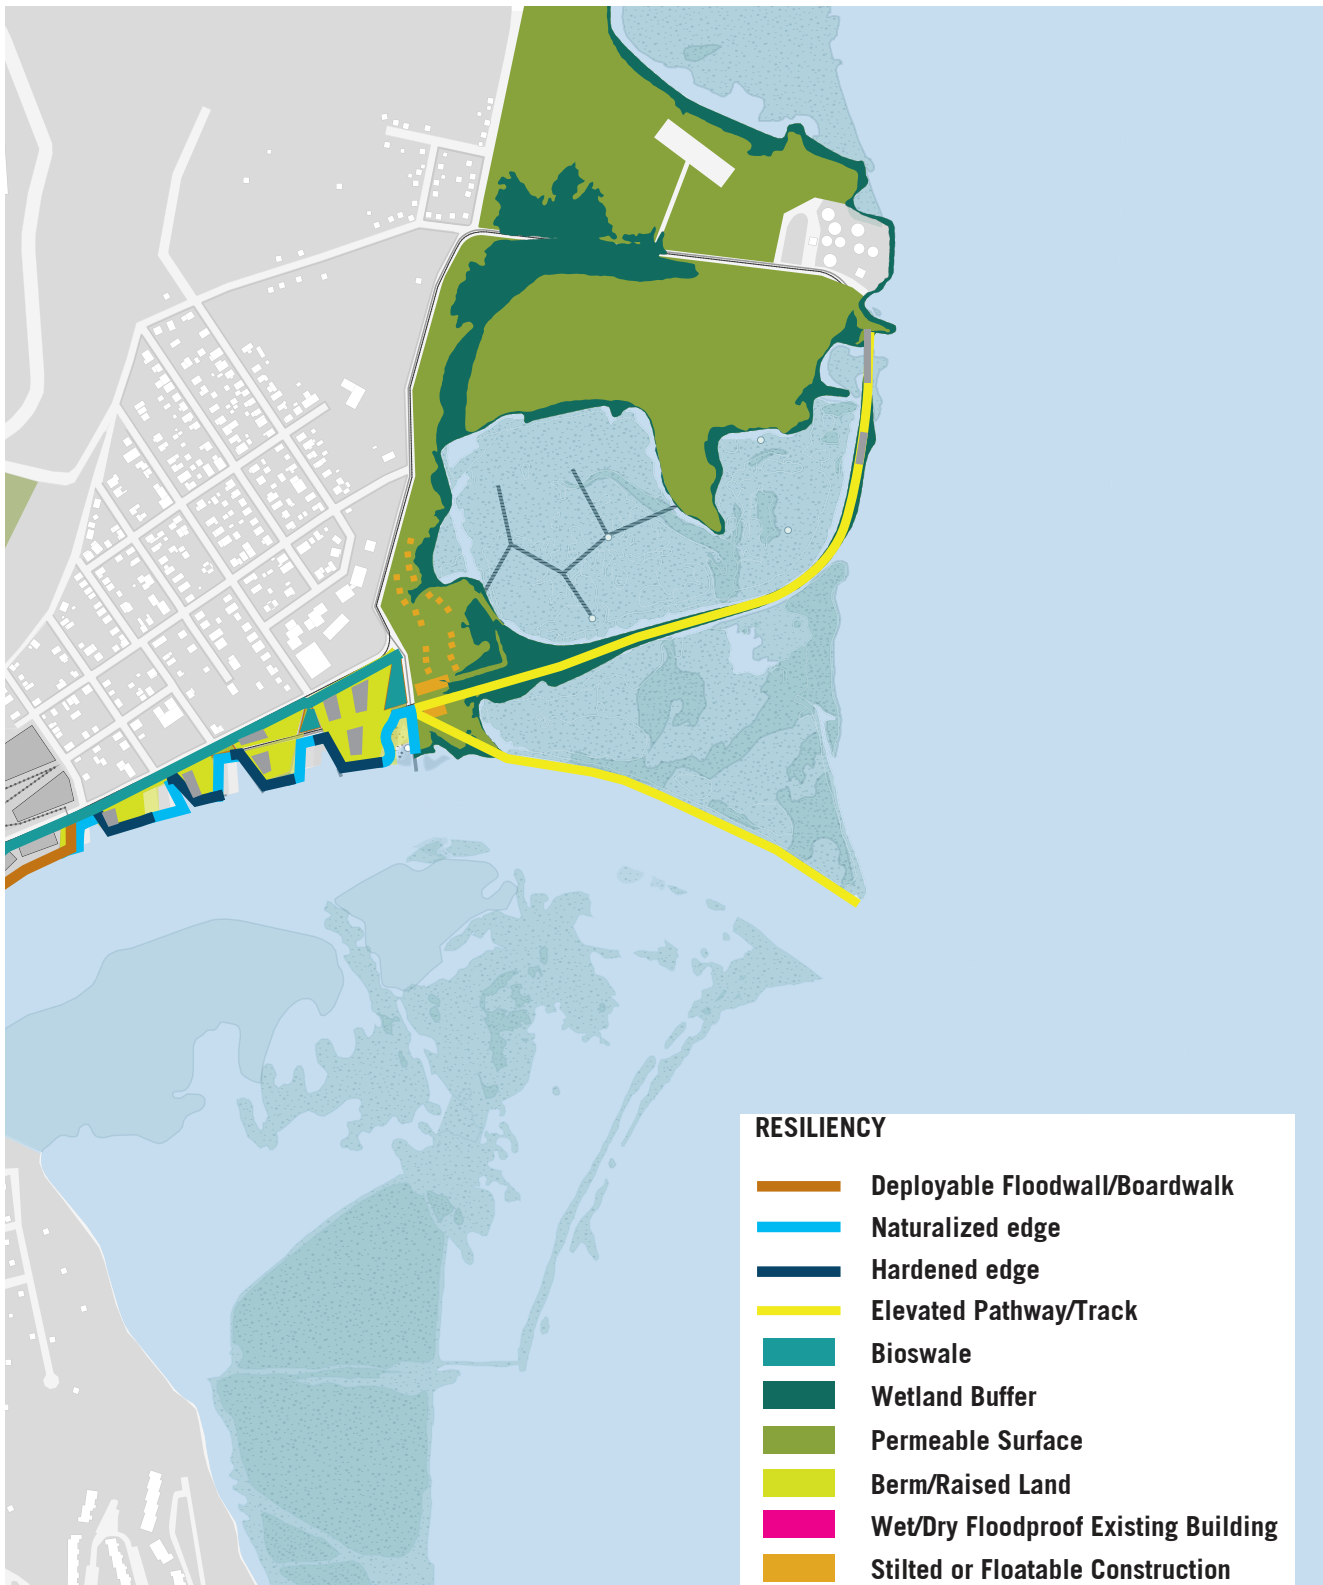 RESILIENCY
Deployable Floodwall/Boardwalk
Naturalized edge
Hardened edge
Elevated Pathway/Track
Bioswale
Wetland Buffer
Permeable Surface
Berm/Raised Land
Wet/Dry Floodproof Existing Building
Stilted or Floatable Construction